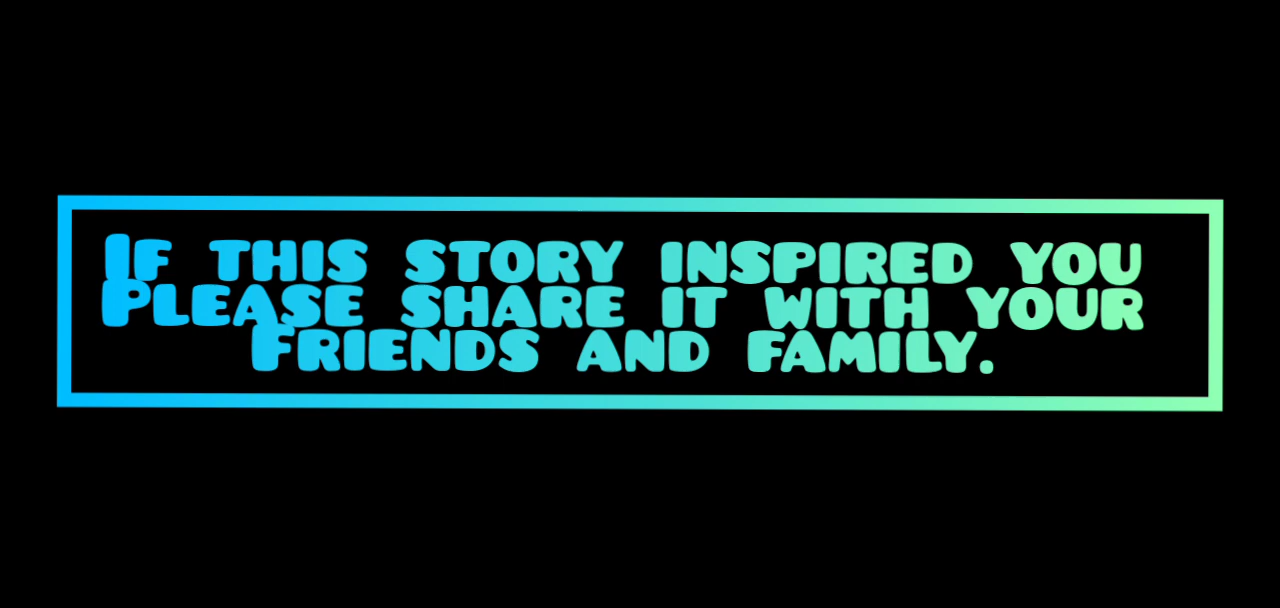 If this story inspired you
Please share it with your
Friends and family.